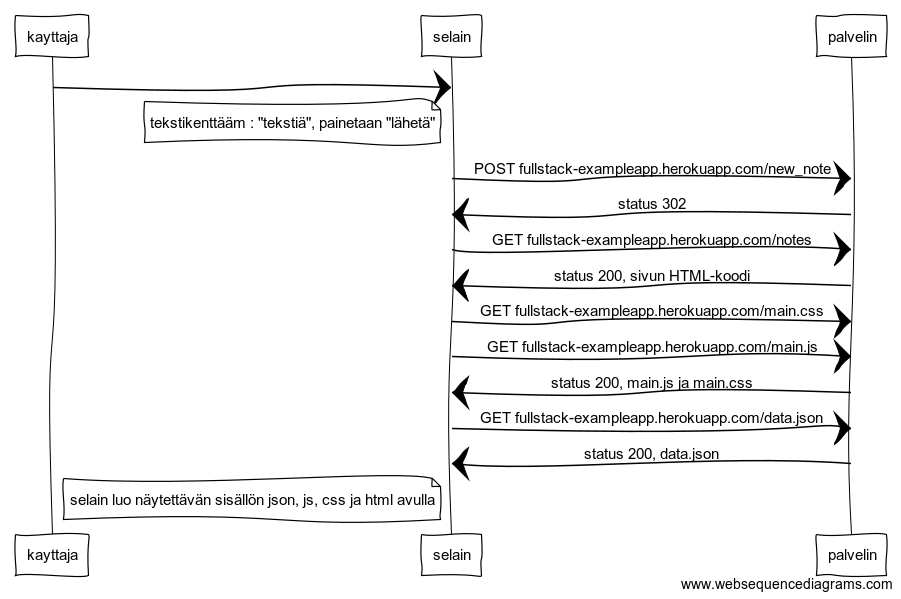 kayttaja
selain
palvelin
tekstikenttääm : "tekstiä", painetaan "lähetä"
POST fullstack-exampleapp.herokuapp.com/new_note
status 302
GET fullstack-exampleapp.herokuapp.com/notes
status 200, sivun HTML-koodi
GET fullstack-exampleapp.herokuapp.com/main.css
GET fullstack-exampleapp.herokuapp.com/main.js
status 200, main.js ja main.css
GET fullstack-exampleapp.herokuapp.com/data.json
status 200, data.json
selain luo näytettävän sisällön json, js, css ja html avulla
kayttaja
selain
palvelin
www.websequencediagrams.com